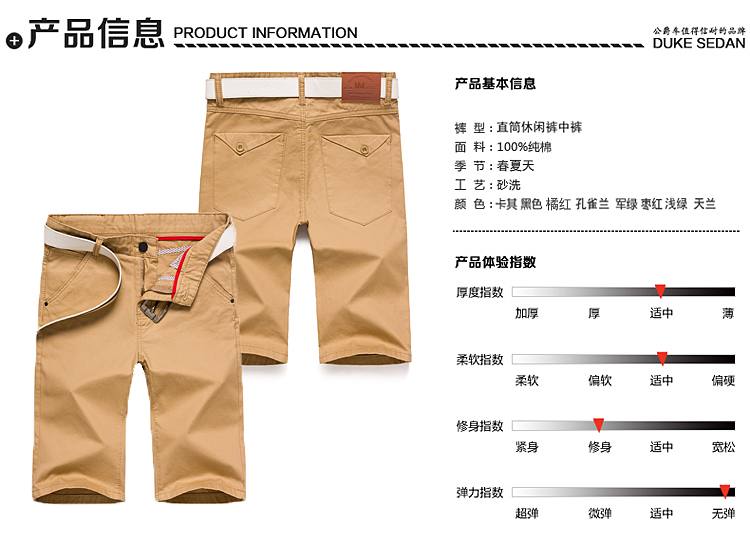 产品信息 PRODUCT INFORMATION
公爵车值得信耐的品牌
DUKE SEDAN
产品基本信息
裤 型：直筒休闲裤中裤
面 料：100%纯棉
季 节：春夏天
工 艺：砂洗
颜 色：卡其 黑色 橘红 孔雀兰 军绿 枣红 浅绿 天兰
产品体验指数
厚度指数
加厚 厚 适中 薄
柔软指数
柔软 偏软 适中 偏硬
修身指数
紧身 修身 适中 宽松
弹力指数
超弹 微弹 适中 无弹